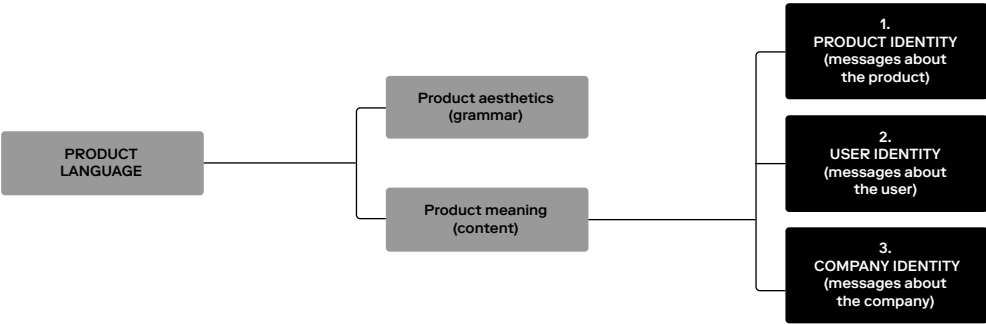 PRODUCT
LANGUAGE
Product aesthetics
(grammar)
Product meaning
(content)
1.
PRODUCT IDENTITY
(messages about
the product)
2.
USER IDENTITY
(messages about
the user)
3.
COMPANY IDENTITY
(messages about
the company)